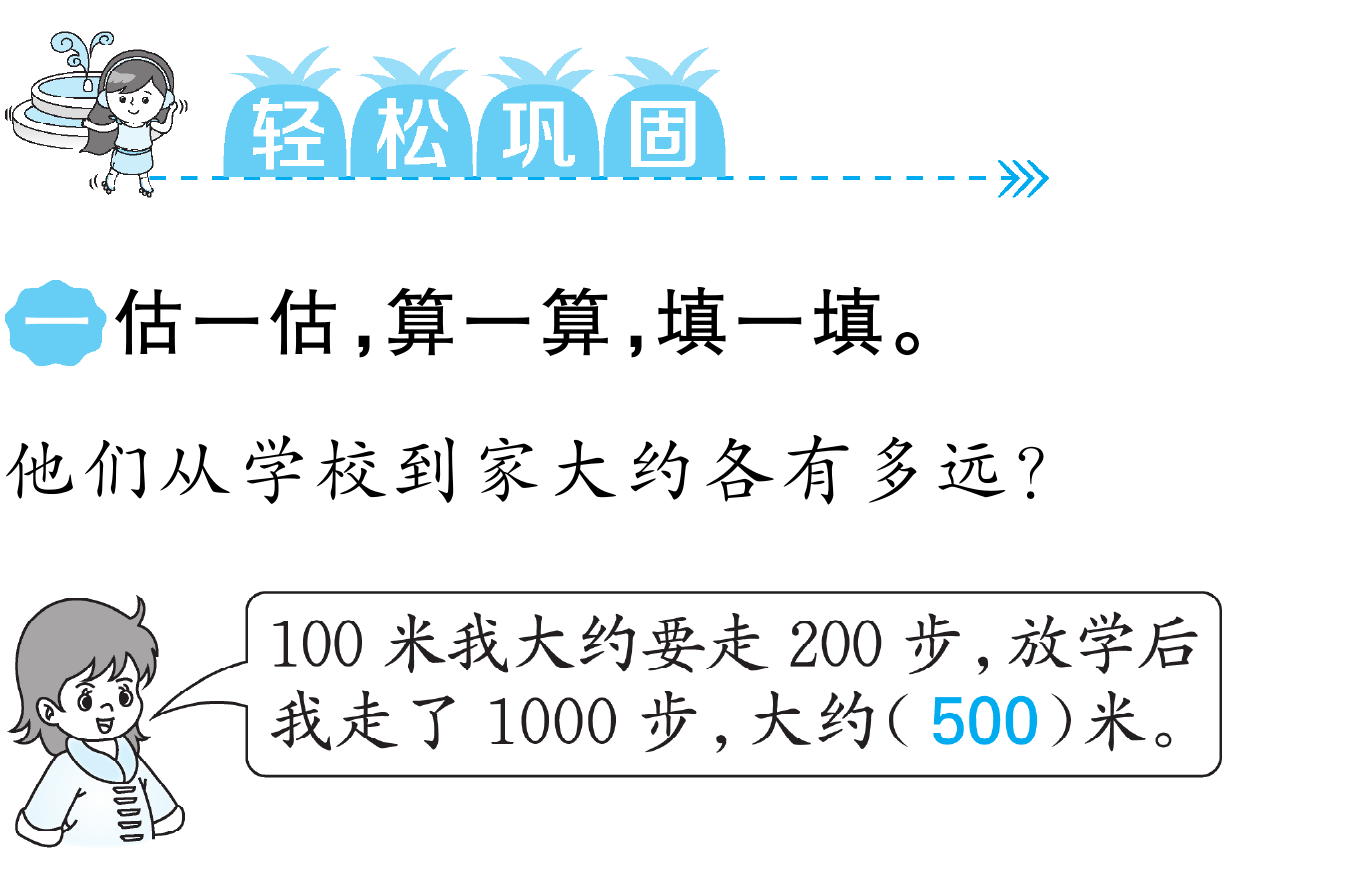 轻松巩固
一 估一估,算一算,填一填。
他们从学校到家大约各有多远?
100 米我大约要走 200 步,放学后
我走了 1000 步,大约( 500 )米。